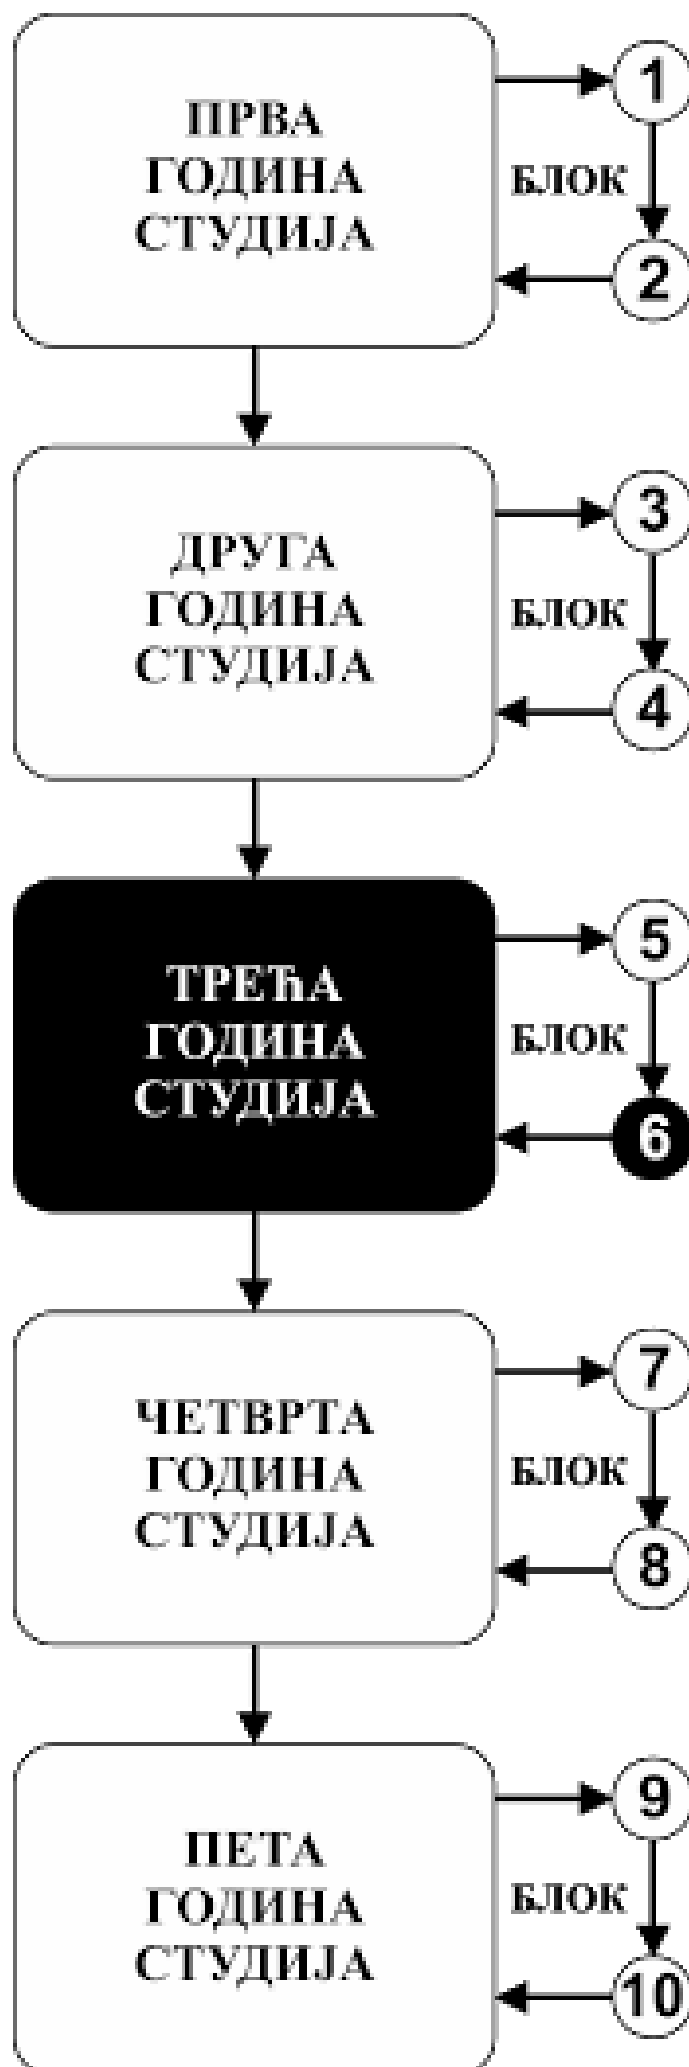 ПРВА
ГОДИНА
СТУДИЈА
1
БЛОК
2
ДРУГА
ГОДИНА
СТУДИЈА
3
БЛОК
4
ТРЕЋА
ГОДИНА
СТУДИЈА
5
БЛОК
6
ЧЕТВРТА
ГОДИНА
СТУДИЈА
7
БЛОК
8
ПЕТА
ГОДИНА
СТУДИЈА
9
БЛОК
10